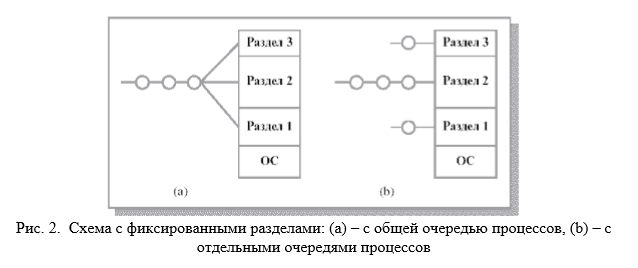 Раздел 3
Раздел 2
Раздел 1
ОС
(a)
Раздел 3
Раздел 2
Раздел 1
ОС
(b)
Рис. 2. Схема с фиксированными разделами: (a) – с общей очередью процессов, (b) – с
отдельными очередями процессов